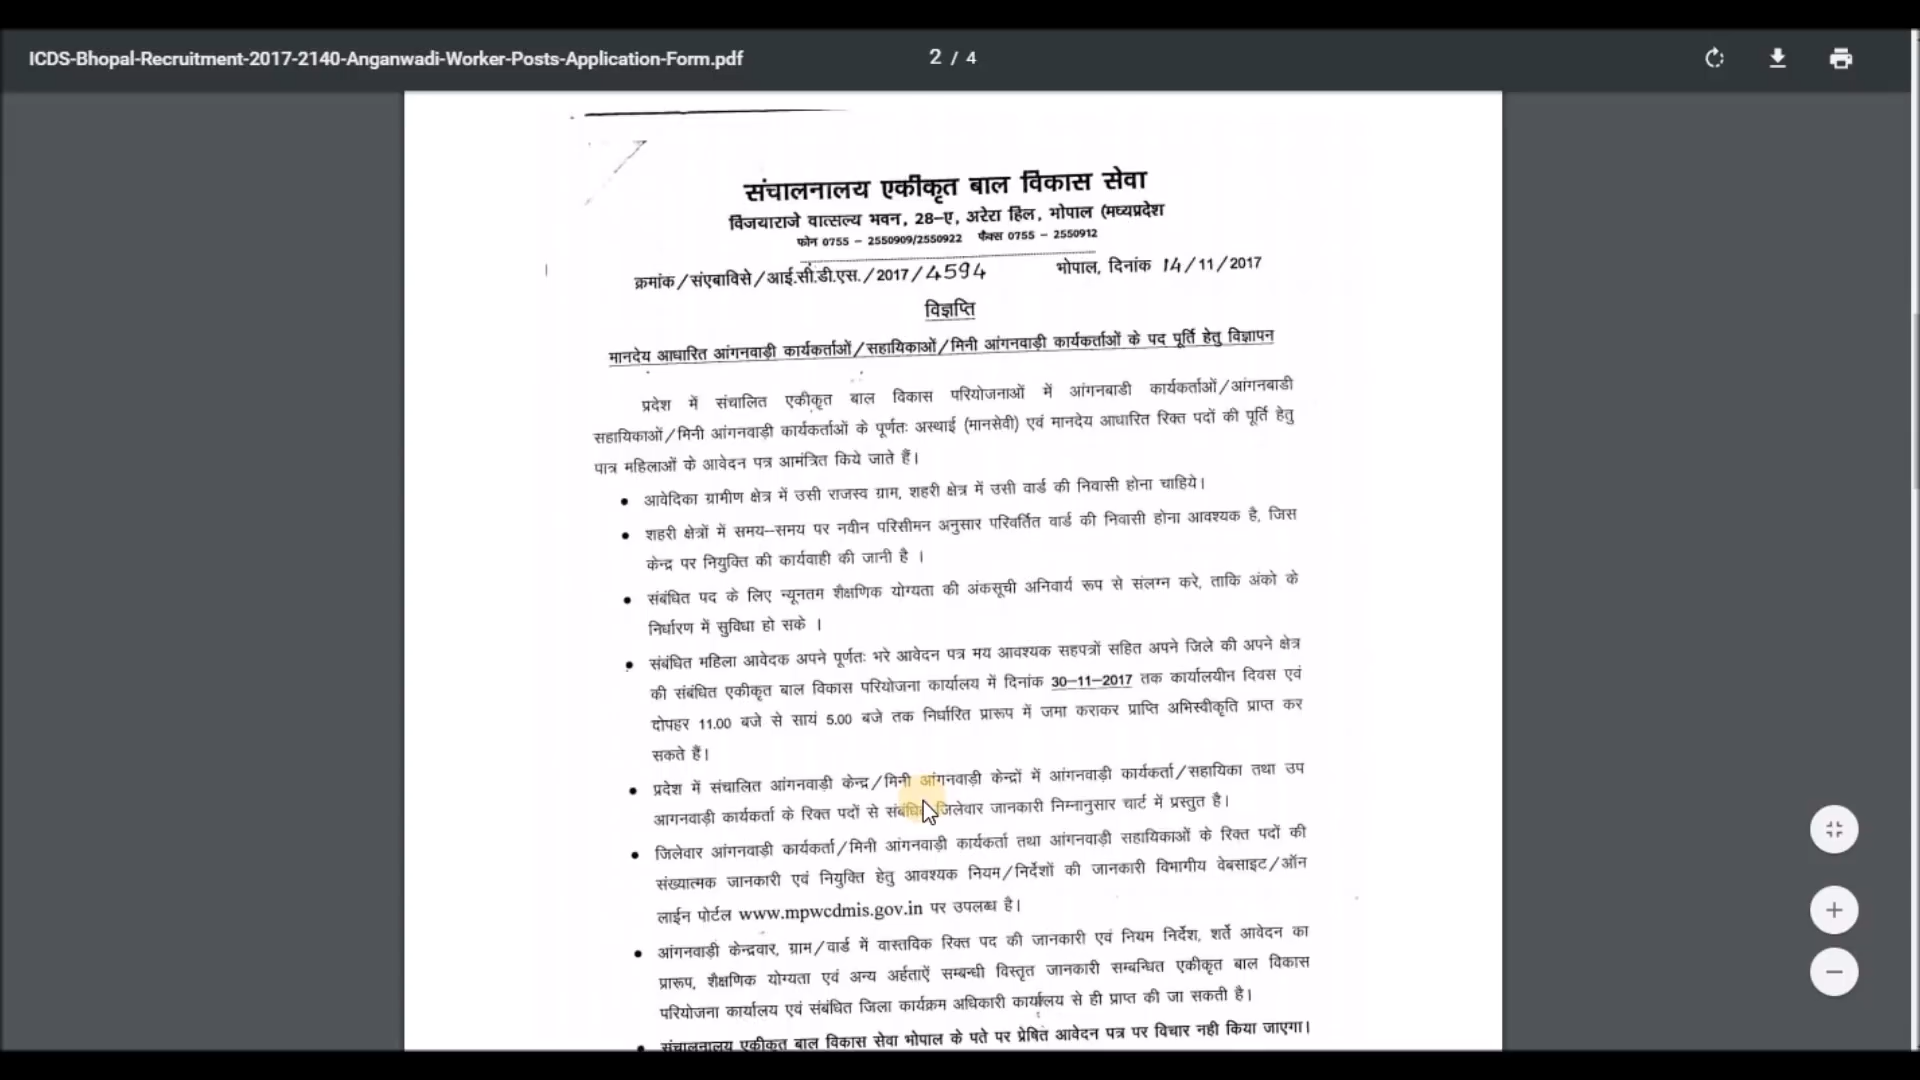 ICDS-Bhopal-Recruitment-2017-2140-Anganwadi-Worker-Posts-Application-Form.pdf
2 / 4
संचालनालय एकीकृत बाल विकास सेवा
विजयाराजे वात्सल्य भवन, 28-ए, अरेरा हिल, भोपाल (मध्यप्रदेश
फोन 0755 - 2550909/2550922 फैक्स 0755 - 2550912
क्रमांक/संएबाविसे/आई.सी.डी.एस./2017/4594 भोपाल, दिनांक 14/11/2017
विज्ञप्ति
मानदेय आधारित आंगनवाड़ी कार्यकर्ताओं/सहायिकाओं/मिनी आंगनवाड़ी कार्यकर्ताओं के पद पूर्ति हेतु विज्ञापन
प्रदेश में संचालित एकीकृत बाल विकास परियोजनाओं में आंगनबाडी कार्यकर्ताओं/आंगनबाडी
सहायिकाओं/मिनी आंगनवाड़ी कार्यकर्ताओं के पूर्णतः अस्थाई (मानसेवी) एवं मानदेय आधारित रिक्त पदों की पूर्ति हेतु
पात्र महिलाओं के आवेदन पत्र आमंत्रित किये जाते हैं।
• आवेदिका ग्रामीण क्षेत्र में उसी राजस्व ग्राम, शहरी क्षेत्र में उसी वार्ड की निवासी होना चाहिये।
• शहरी क्षेत्रों में समय-समय पर नवीन परिसीमन अनुसार परिवर्तित वार्ड की निवासी होना आवश्यक है, जिस
केन्द्र पर नियुक्ति की कार्यवाही की जानी है ।
• संबंधित पद के लिए न्यूनतम शैक्षणिक योग्यता की अंकसूची अनिवार्य रूप से संलग्न करे, ताकि अंको के
निर्धारण में सुविधा हो सके ।
• संबंधित महिला आवेदक अपने पूर्णतः भरे आवेदन पत्र मय आवश्यक सहपत्रों सहित अपने जिले की अपने क्षेत्र
की संबंधित एकीकृत बाल विकास परियोजना कार्यालय में दिनांक 30-11-2017 तक कार्यालयीन दिवस एवं
दोपहर 11.00 बजे से सायं 5.00 बजे तक निर्धारित प्रारूप में जमा कराकर प्राप्ति अभिस्वीकृति प्राप्त कर
सकते हैं।
• प्रदेश में संचालित आंगनवाड़ी केन्द्र/मिनी आंगनवाड़ी केन्द्रों में आंगनवाड़ी कार्यकर्ता/सहायिका तथा उप
आगनवाड़ी कार्यकर्ता के रिक्त पदों से संबंधित जिलेवार जानकारी निम्नानुसार चार्ट में प्रस्तुत है।
• जिलेवार आंगनवाड़ी कार्यकर्ता/मिनी आंगनवाड़ी कार्यकर्ता तथा आंगनवाड़ी सहायिकाओं के रिक्त पदों की
संख्यात्मक जानकारी एवं नियुक्ति हेतु आवश्यक नियम/निर्देशों की जानकारी विभागीय वेबसाइट/ऑन
लाईन पोर्टल www.mpwcdmis.gov.in पर उपलब्ध है।
• आंगनवाड़ी केन्द्रवार, ग्राम/वार्ड में वास्तविक रिक्त पद की जानकारी एवं नियम निर्देश, शर्ते आवेदन का
प्रारूप, शैक्षणिक योग्यता एवं अन्य अर्हताऐं सम्बन्धी विस्तृत जानकारी सम्बन्धित एकीकृत बाल विकास
परियोजना कार्यालय एवं संबंधित जिला कार्यक्रम अधिकारी कार्यालय से ही प्राप्त की जा सकती है।
• संचालनालय एकीकृत बाल विकास सेवा भोपाल के पते पर प्रेषित आवेदन पत्र पर विचार नही किया जाएगा।